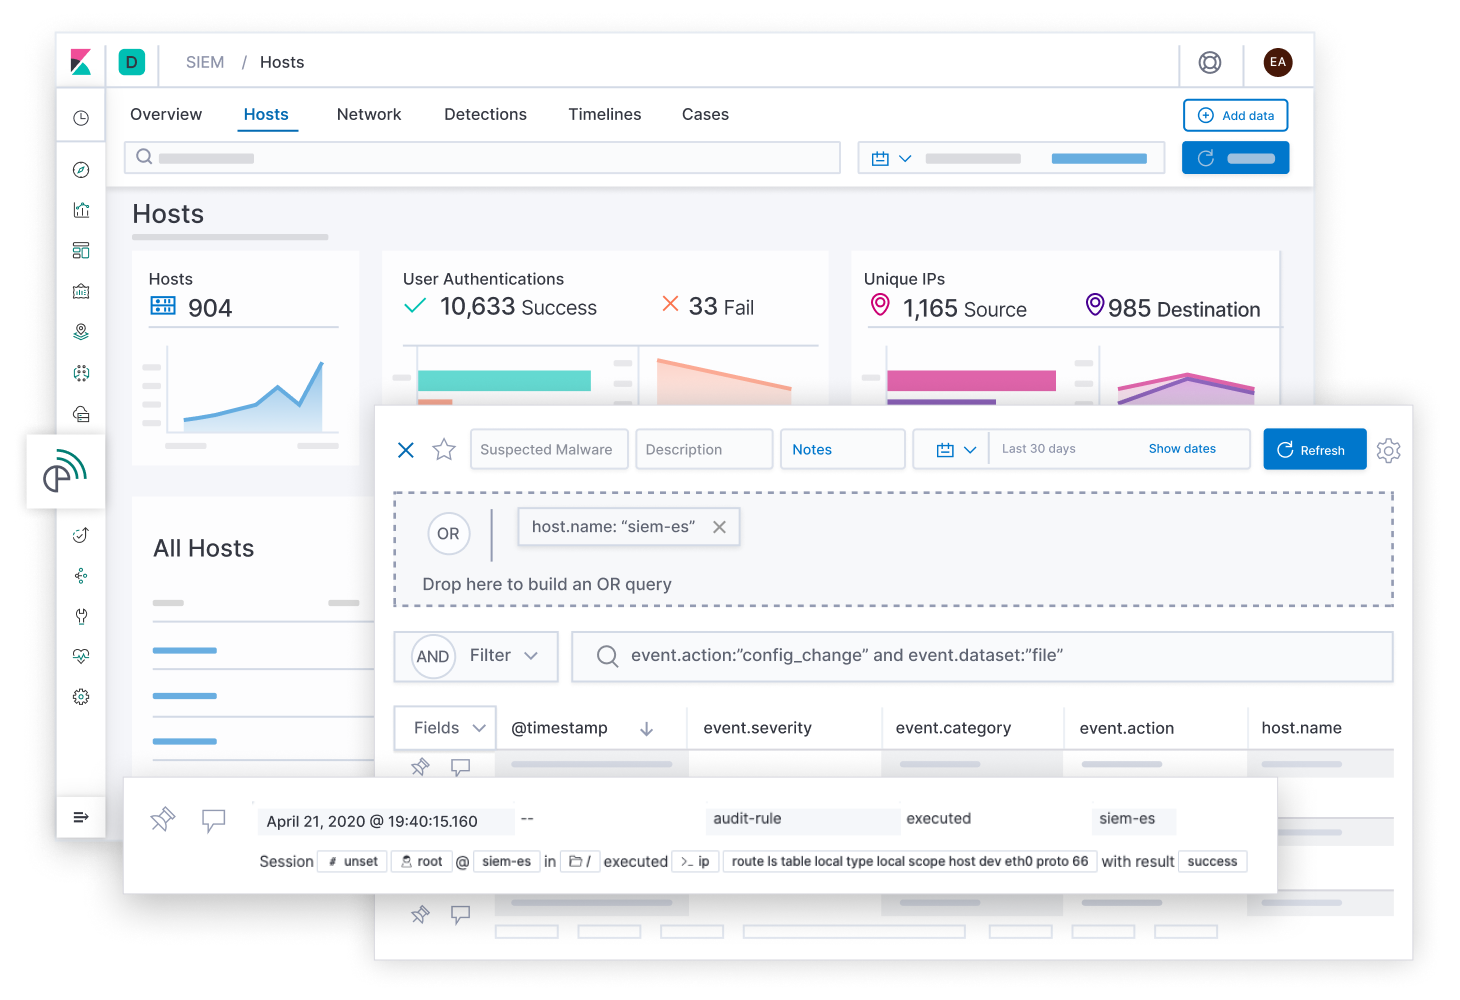 D SIEM / Hosts EA
Overview Hosts Network Detections Timelines Cases Add data
Hosts
Hosts
904
User Authentications
10,633 Success 33 Fail
Unique IPs
1,165 Source 985 Destination
Suspected Malware Description Notes Last 30 days Show dates Refresh
OR host.name: “siem-es”
Drop here to build an OR query
All Hosts
AND Filter event.action:”config_change” and event.dataset:”file”
Fields @timestamp event.severity event.category event.action host.name
April 21, 2020 @ 19:40:15.160 -- audit-rule executed siem-es
Session # unset root @ siem-es in / executed >_ ip route ls table local type local scope host dev eth0 proto 66 with result success